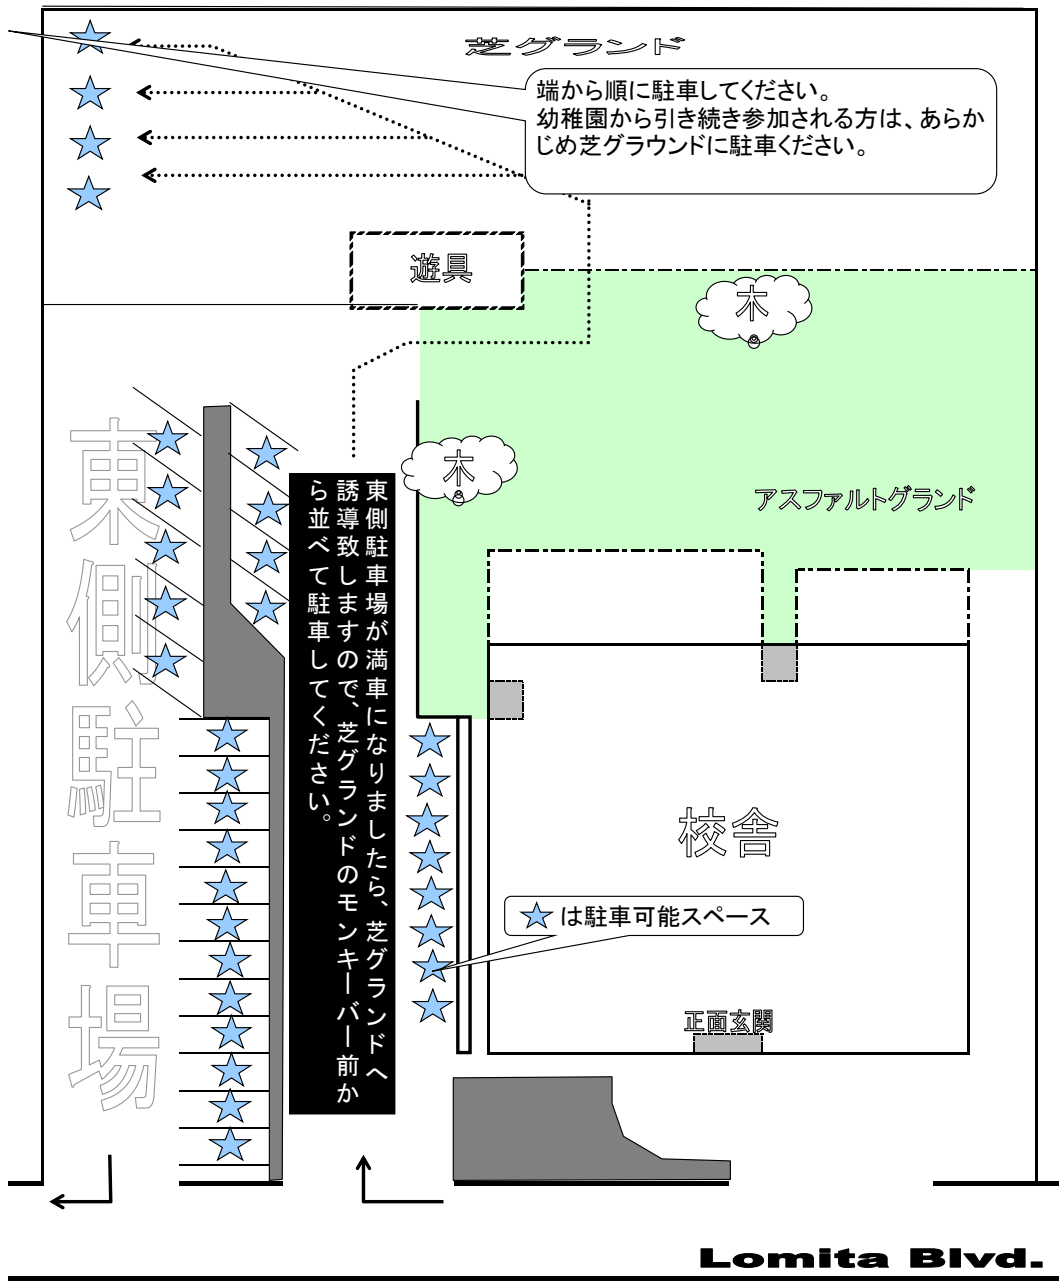 芝グランド
端から順に駐車してください。
幼稚園から引き続き参加される方は、あらか
じめ芝グラウンドに駐車ください。
遊具
木
木
アスファルトグランド
東側駐車場
東側駐車場が満車になりましたら、芝グランドへ
誘導致しますので、芝グランドのモンキーバー前か
ら並べて駐車してください。
校舎
は駐車可能スペース
正面玄関
Lomita Blvd.